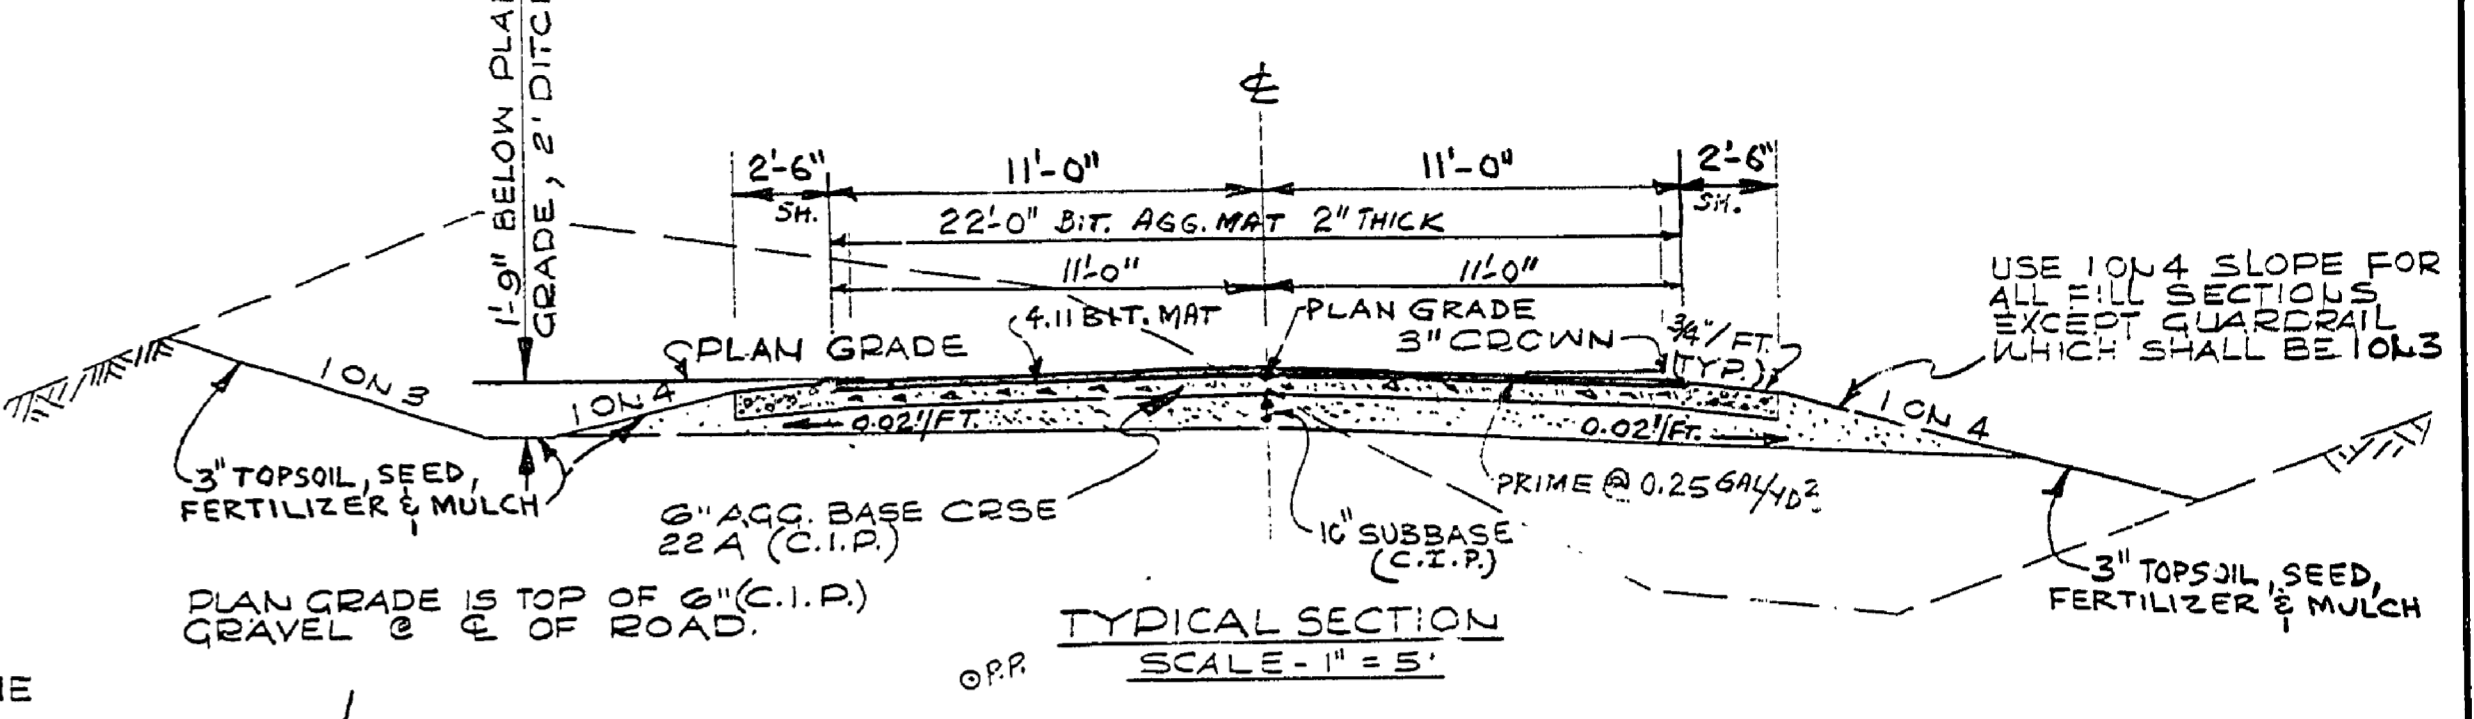 1'-9" BELOW PLA
GRADE, 2' DITC
℄
2'-6"
11'-0"
11'-0"
2'-6"
SH.
SH.
22'-0" BIT. AGG. MAT 2" THICK
11'-0"
11'-0"
4.11 BIT. MAT
PLAN GRADE
PLAN GRADE
3" CROWN
3/4"/FT.
(TYP.)
USE 1 ON 4 SLOPE FOR
ALL FILL SECTIONS
EXCEPT GUARDRAIL
WHICH SHALL BE 1 ON 3
1 ON 3
1 ON 4
1 ON 4
0.02'/FT.
0.02'/FT.
3" TOPSOIL, SEED,
FERTILIZER & MULCH
6" AGG. BASE CRSE
22 A (C.I.P.)
PRIME @ 0.25 GAL/YD²
SUBBASE
(C.I.P.)
3" TOPSOIL, SEED,
FERTILIZER & MULCH
PLAN GRADE IS TOP OF 6" (C.I.P.)
GRAVEL @ ℄ OF ROAD.
TYPICAL SECTION
SCALE - 1" = 5'
P.P.
IE